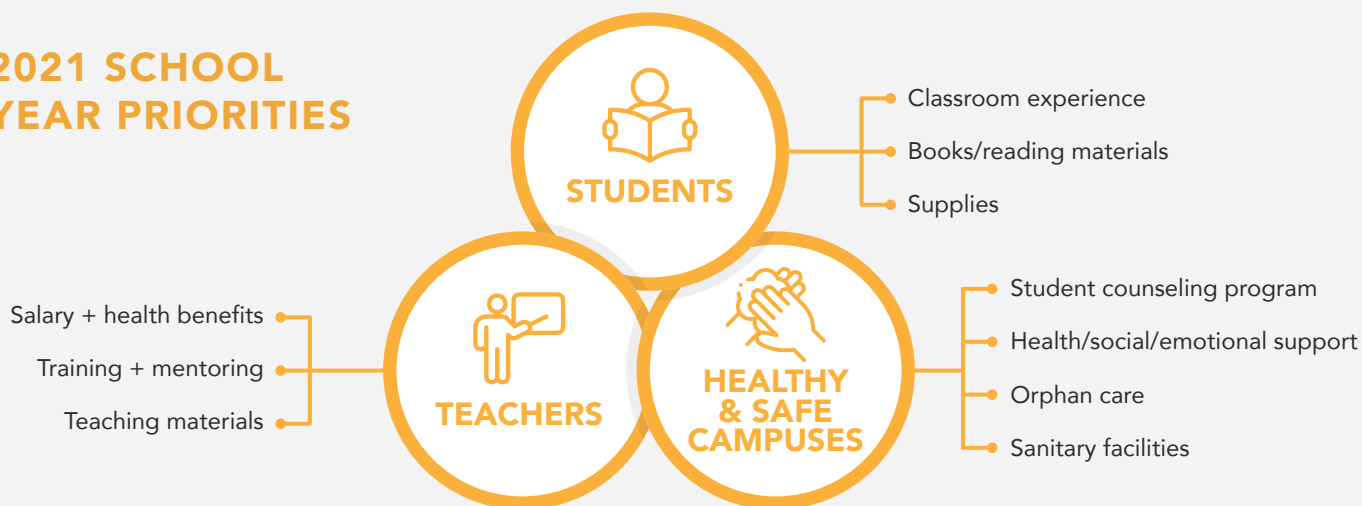 2021 SCHOOL
YEAR PRIORITIES
STUDENTS
Classroom experience
Books/reading materials
Supplies
TEACHERS
Salary + health benefits
Training + mentoring
Teaching materials
HEALTHY
& SAFE
CAMPUSES
Student counseling program
Health/social/emotional support
Orphan care
Sanitary facilities